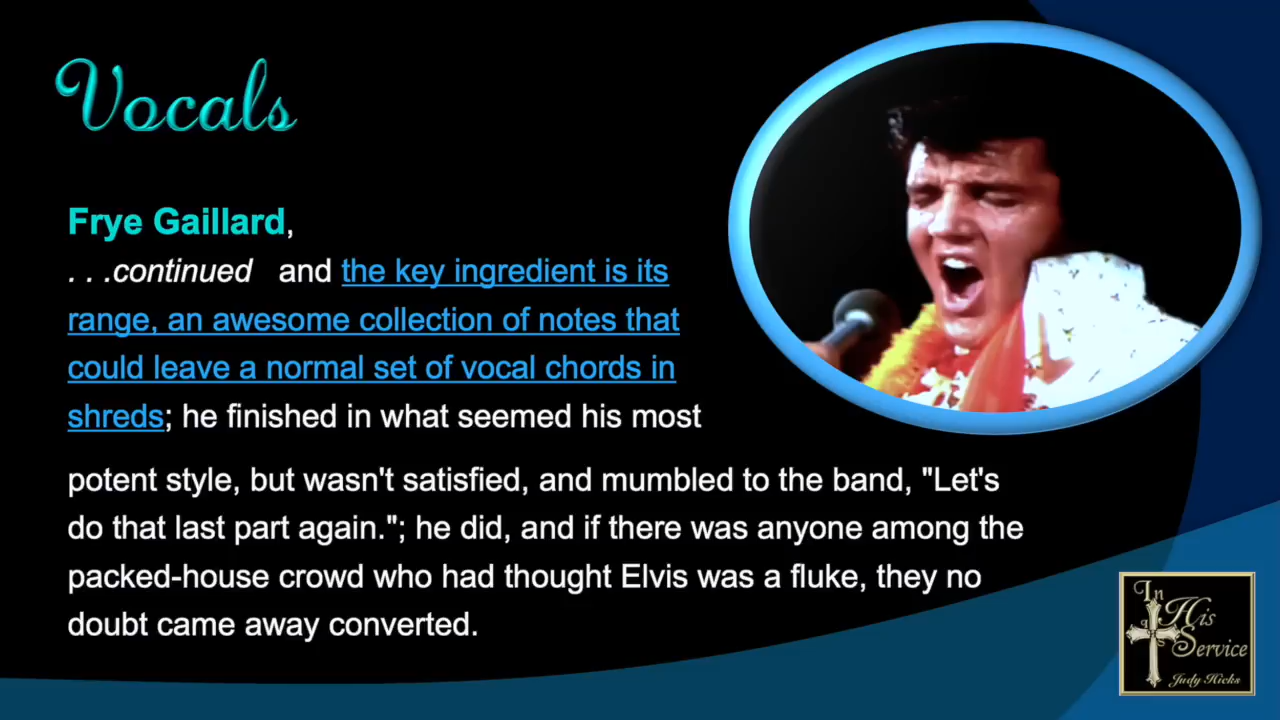 Vocals
Frye Gaillard,
. . .continued and the key ingredient is its
range, an awesome collection of notes that
could leave a normal set of vocal chords in
shreds; he finished in what seemed his most
potent style, but wasn't satisfied, and mumbled to the band, "Let's
do that last part again."; he did, and if there was anyone among the
packed-house crowd who had thought Elvis was a fluke, they no
doubt came away converted.
In
His
Service
Judy Hicks